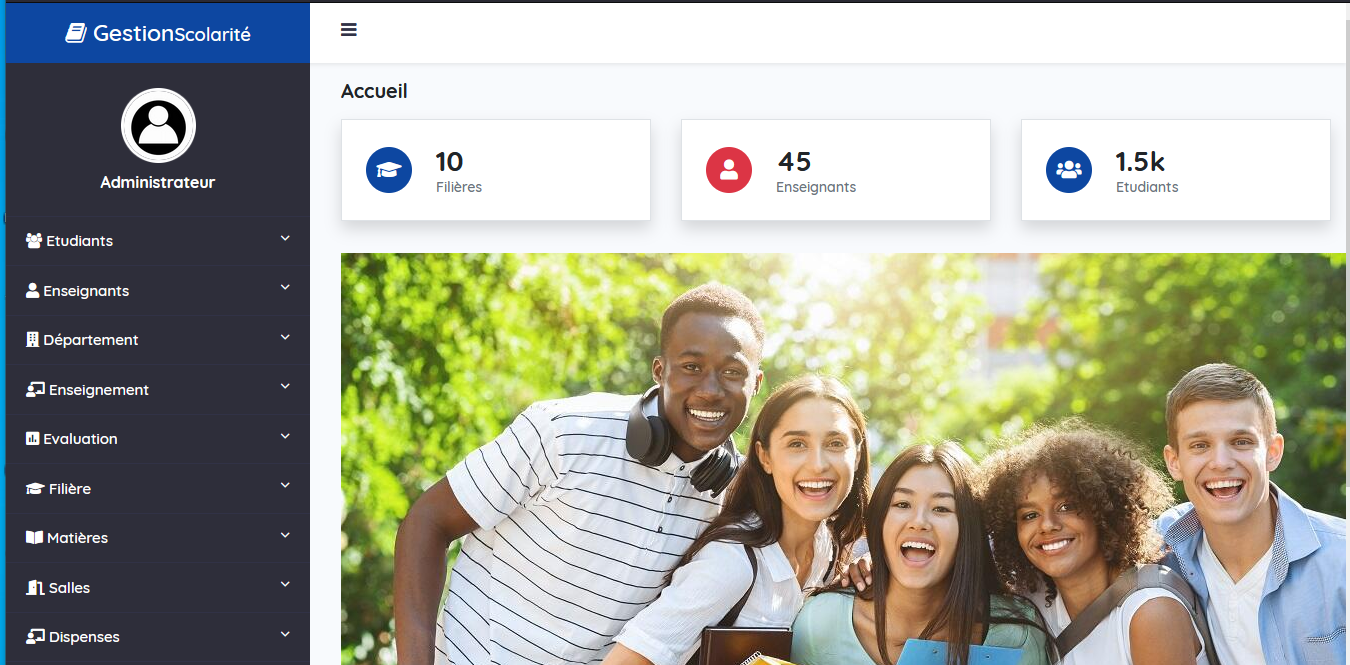 GestionScolarité
Administrateur
Etudiants
Enseignants
Département
Enseignement
Evaluation
Filière
Matières
Salles
Dispenses
Accueil
10
Filières
45
Enseignants
1.5k
Etudiants